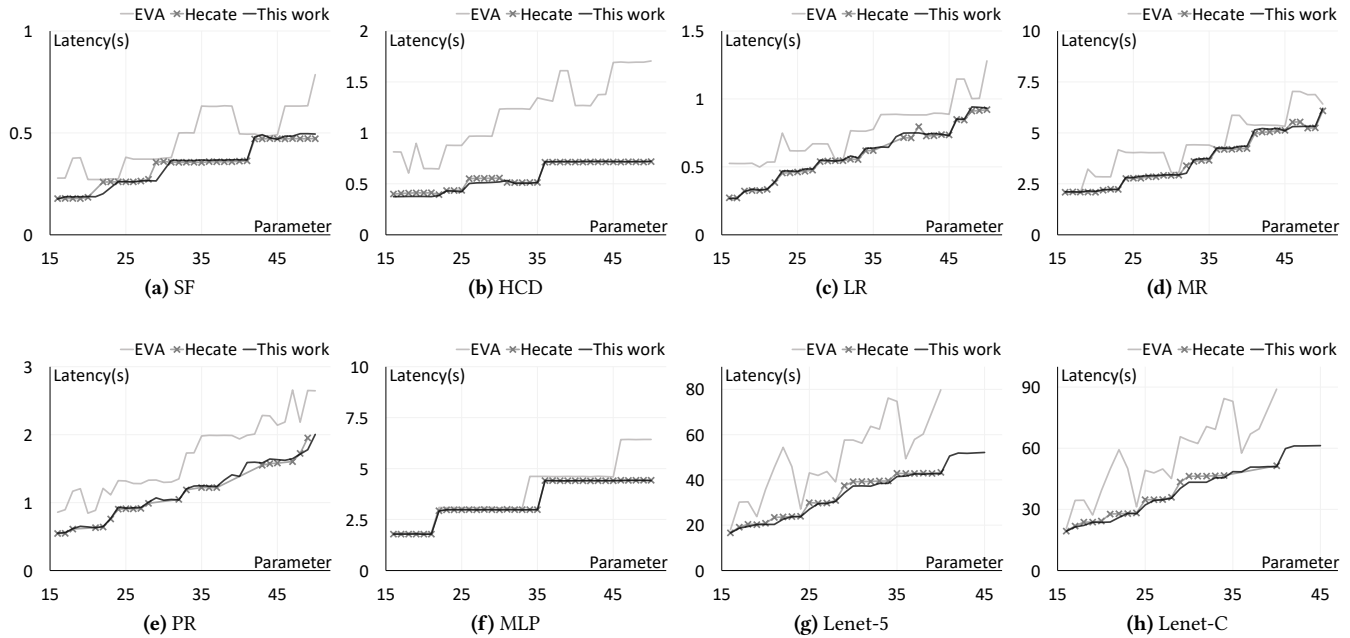 EVA Hecate This work
Latency(s)
1
0.5
0
Parameter
15 25 35 45
(a) SF
EVA Hecate This work
Latency(s)
2
1.5
1
0.5
0
Parameter
15 25 35 45
(b) HCD
EVA Hecate This work
Latency(s)
1.5
1
0.5
0
Parameter
15 25 35 45
(c) LR
EVA Hecate This work
Latency(s)
10
7.5
5
2.5
0
Parameter
15 25 35 45
(d) MR
EVA Hecate This work
Latency(s)
3
2
1
0
Parameter
15 25 35 45
(e) PR
EVA Hecate This work
Latency(s)
10
7.5
5
2.5
0
Parameter
15 25 35 45
(f) MLP
EVA Hecate This work
Latency(s)
80
60
40
20
0
Parameter
15 25 35 45
(g) Lenet-5
EVA Hecate This work
Latency(s)
90
60
30
0
Parameter
15 25 35 45
(h) Lenet-C